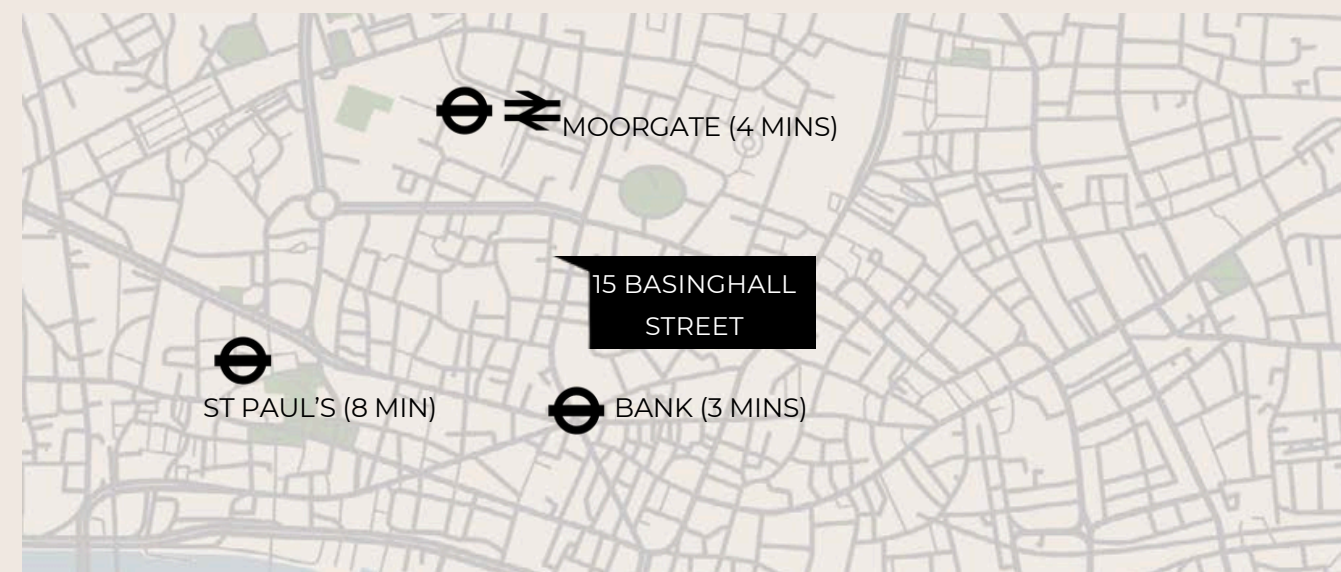 MOORGATE (4 MINS)
15 BASINGHALL
STREET
ST PAUL’S (8 MIN)
BANK (3 MINS)